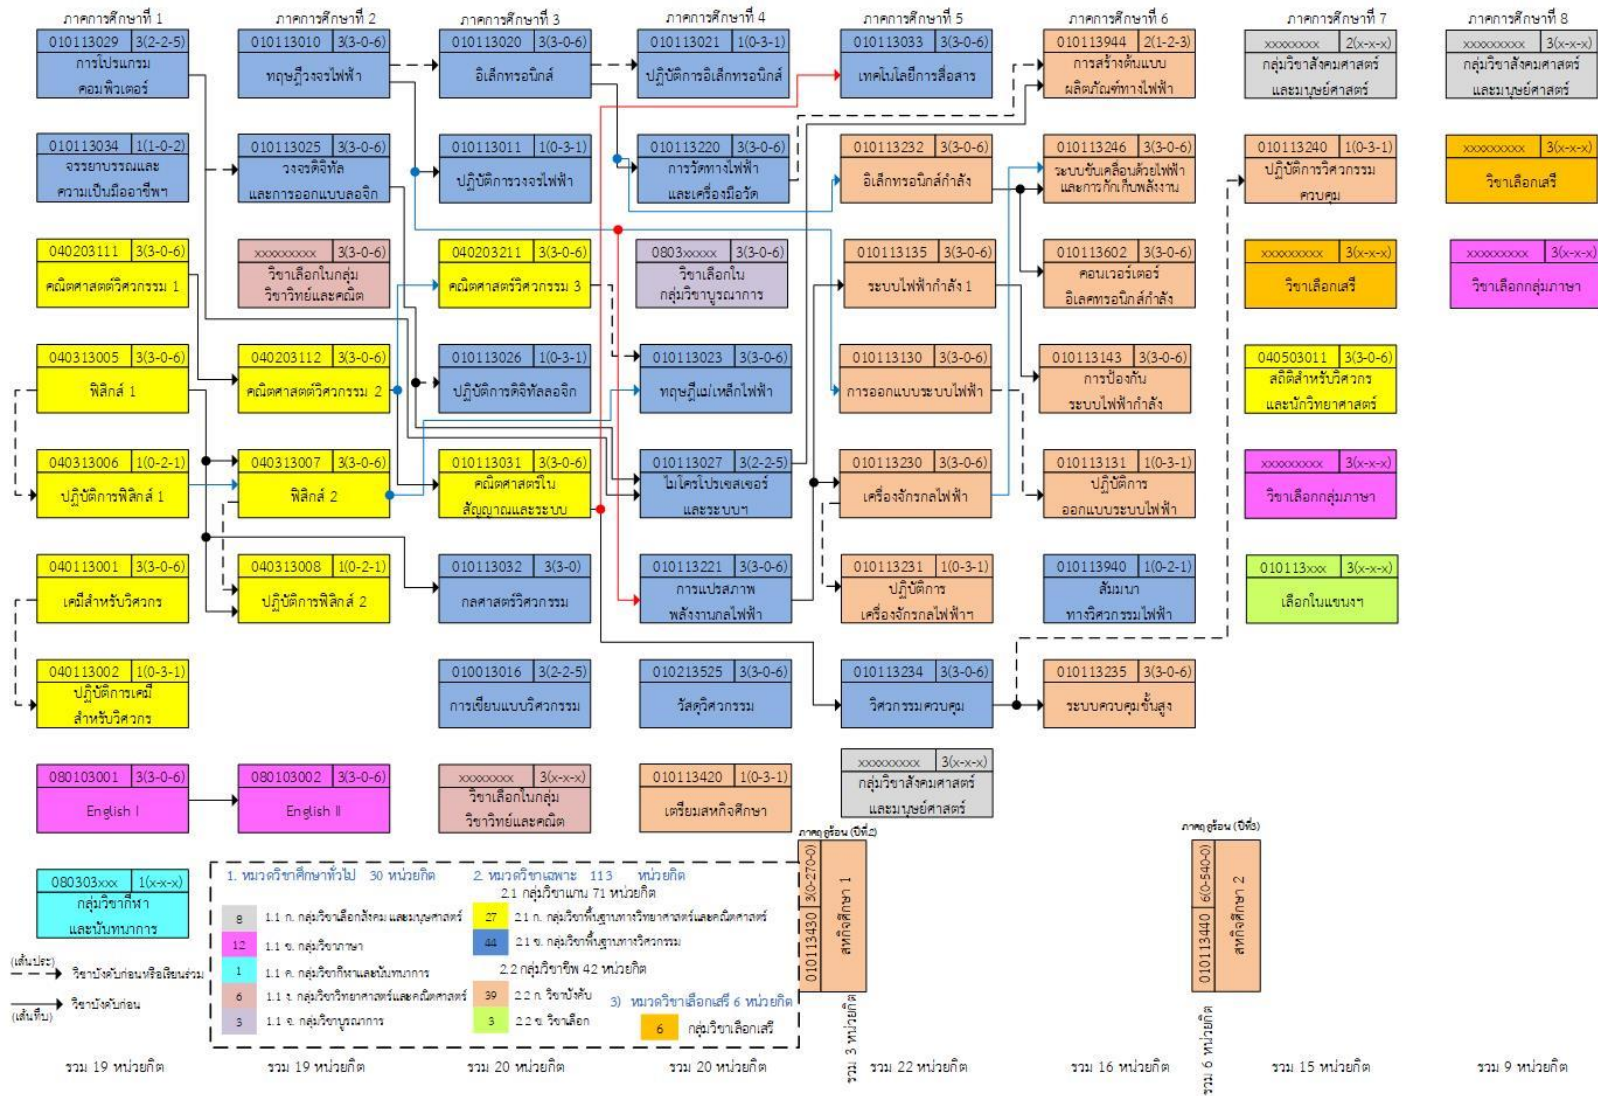 ภาคการศึกษาที่ 1
010113029 3(2-2-5)
การโปรแกรม
คอมพิวเตอร์
010113034 1(1-0-2)
จรรยาบรรณและ
ความเป็นมืออาชีพฯ
040203111 3(3-0-6)
คณิตศาสตร์วิศวกรรม 1
040313005 3(3-0-6)
ฟิสิกส์ 1
040313006 1(0-2-1)
ปฏิบัติการฟิสิกส์ 1
040113001 3(3-0-6)
เคมีสำหรับวิศวกร
040113002 1(0-3-1)
ปฏิบัติการเคมี
สำหรับวิศวกร
080103001 3(3-0-6)
English I
080303xxx 1(x-x-x)
กลุ่มวิชากีฬา
และนันทนาการ
ภาคการศึกษาที่ 2
010113010 3(3-0-6)
ทฤษฎีวงจรไฟฟ้า
010113025 3(3-0-6)
วงจรดิจิทัล
และการออกแบบลอจิก
xxxxxxxxx 3(3-0-6)
วิชาเลือกในกลุ่ม
วิชาวิทย์และคณิต
040203112 3(3-0-6)
คณิตศาสตร์วิศวกรรม 2
040313007 3(3-0-6)
ฟิสิกส์ 2
040313008 1(0-2-1)
ปฏิบัติการฟิสิกส์ 2
080103002 3(3-0-6)
English II
ภาคการศึกษาที่ 3
010113020 3(3-0-6)
อิเล็กทรอนิกส์
010113011 1(0-3-1)
ปฏิบัติการวงจรไฟฟ้า
040203211 3(3-0-6)
คณิตศาสตร์วิศวกรรม 3
010113026 1(0-3-1)
ปฏิบัติการดิจิทัลลอจิก
010113031 3(3-0-6)
คณิตศาสตร์ใน
สัญญาณและระบบ
010113032 3(3-0)
กลศาสตร์วิศวกรรม
010013016 3(2-2-5)
การเขียนแบบวิศวกรรม
xxxxxxxx 3(x-x-x)
วิชาเลือกในกลุ่ม
วิชาวิทย์และคณิต
ภาคการศึกษาที่ 4
010113021 1(0-3-1)
ปฏิบัติการอิเล็กทรอนิกส์
010113220 3(3-0-6)
การวัดทางไฟฟ้า
และเครื่องมือวัด
0803xxxxx 3(3-0-6)
วิชาเลือกใน
กลุ่มวิชาบูรณาการ
010113023 3(3-0-6)
ทฤษฎีแม่เหล็กไฟฟ้า
010113027 3(2-2-5)
ไมโครโปรเซสเซอร์
และระบบฯ
010113221 3(3-0-6)
การแปรสภาพ
พลังงานกลไฟฟ้า
010213525 3(3-0-6)
วัสดุวิศวกรรม
010113420 1(0-3-1)
เตรียมสหกิจศึกษา
ภาคการศึกษาที่ 5
010113033 3(3-0-6)
เทคโนโลยีการสื่อสาร
010113232 3(3-0-6)
อิเล็กทรอนิกส์กำลัง
010113135 3(3-0-6)
ระบบไฟฟ้ากำลัง 1
010113130 3(3-0-6)
การออกแบบระบบไฟฟ้า
010113230 3(3-0-6)
เครื่องจักรกลไฟฟ้า
010113231 1(0-3-1)
ปฏิบัติการ
เครื่องจักรกลไฟฟ้าฯ
010113234 3(3-0-6)
วิศวกรรมควบคุม
xxxxxxxxx 3(x-x-x)
กลุ่มวิชาสังคมศาสตร์
และมนุษย์ศาสตร์
ภาคการศึกษาที่ 6
010113944 2(1-2-3)
การสร้างต้นแบบ
ผลิตภัณฑ์ทางไฟฟ้า
010113246 3(3-0-6)
ระบบขับเคลื่อนด้วยไฟฟ้า
และการกักเก็บพลังงาน
010113602 3(3-0-6)
คอนเวอร์เตอร์
อิเลคทรอนิกส์กำลัง
010113143 3(3-0-6)
การป้องกัน
ระบบไฟฟ้ากำลัง
010113131 1(0-3-1)
ปฏิบัติการ
ออกแบบระบบไฟฟ้า
010113940 1(0-2-1)
สัมมนา
ทางวิศวกรรมไฟฟ้า
010113235 3(3-0-6)
ระบบควบคุมชั้นสูง
ภาคการศึกษาที่ 7
xxxxxxxx 2(x-x-x)
กลุ่มวิชาสังคมศาสตร์
และมนุษย์ศาสตร์
010113240 1(0-3-1)
ปฏิบัติการวิศวกรรม
ควบคุม
xxxxxxxxx 3(x-x-x)
วิชาเลือกเสรี
040503011 3(3-0-6)
สถิติสำหรับวิศวกร
และนักวิทยาศาสตร์
xxxxxxxxx 3(x-x-x)
วิชาเลือกกลุ่มภาษา
010113xxx 3(x-x-x)
เลือกในแขนงฯ
ภาคการศึกษาที่ 8
xxxxxxxxx 3(x-x-x)
กลุ่มวิชาสังคมศาสตร์
และมนุษย์ศาสตร์
xxxxxxxxx 3(x-x-x)
วิชาเลือกเสรี
xxxxxxxxx 3(x-x-x)
วิชาเลือกกลุ่มภาษา
ภาคฤดูร้อน (ปีที่2)
010113430 3(0-270-0)
สหกิจศึกษา 1
รวม 3 หน่วยกิต
ภาคฤดูร้อน (ปีที่3)
010113440 6(0-540-0)
สหกิจศึกษา 2
รวม 6 หน่วยกิต
(เส้นประ)
วิชาบังคับก่อนหรือเรียนร่วม
วิชาบังคับก่อน
(เส้นทึบ)
1. หมวดวิชาศึกษาทั่วไป 30 หน่วยกิต
8 1.1 ก. กลุ่มวิชาเลือกสังคม และมนุษศาสตร์
12 1.1 ข. กลุ่มวิชาภาษา
1 1.1 ค. กลุ่มวิชากีฬาและนันทนาการ
6 1.1 ง. กลุ่มวิชาวิทยาศาสตร์และคณิตศาสตร์
3 1.1 จ. กลุ่มวิชาบูรณาการ
2. หมวดวิชาเฉพาะ 113 หน่วยกิต
2.1 กลุ่มวิชาแกน 71 หน่วยกิต
27 2.1 ก. กลุ่มวิชาพื้นฐานทางวิทยาศาสตร์และคณิตศาสตร์
44 2.1 ข. กลุ่มวิชาพื้นฐานทางวิศวกรรม
2.2 กลุ่มวิชาชีพ 42 หน่วยกิต
39 2.2 ก. วิชาบังคับ
3 2.2 ข. วิชาเลือก
3) หมวดวิชาเลือกเสรี 6 หน่วยกิต
6 กลุ่มวิชาเลือกเสรี
รวม 19 หน่วยกิต
รวม 19 หน่วยกิต
รวม 20 หน่วยกิต
รวม 20 หน่วยกิต
รวม 22 หน่วยกิต
รวม 16 หน่วยกิต
รวม 15 หน่วยกิต
รวม 9 หน่วยกิต